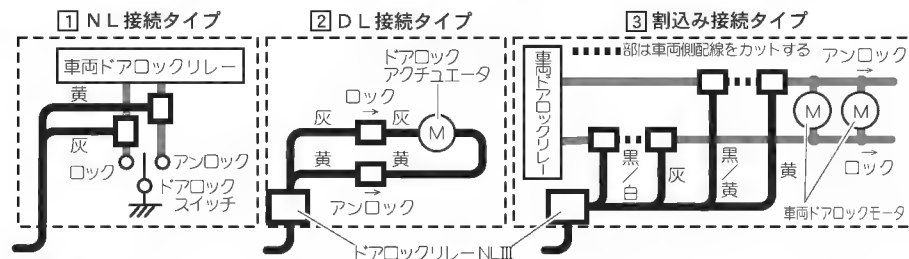 1 NL接続タイプ
車両ドアロックリレー
黄
灰
ロック
アンロック
ドアロック
スイッチ
2 DL接続タイプ
ドアロック
アクチュエータ
ロック
灰
灰
M
黄
黄
アンロック
ドアロックリレーNLⅢ
3 割込み接続タイプ
部は車両側配線をカットする
アンロック
車両ドアロックリレー
M
M
黒/白
灰
黒/黄
黄
ロック
車両ドアロックモータ